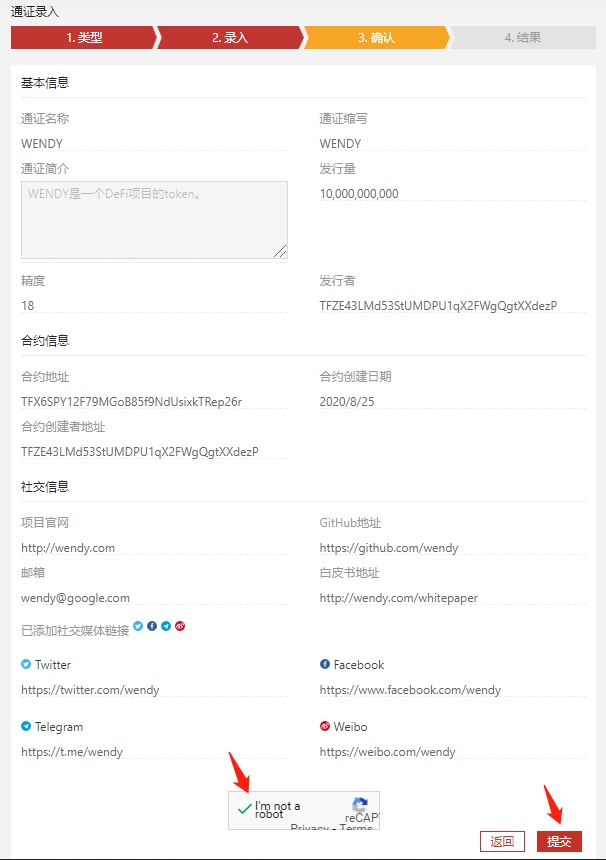 通证录入
1. 类型 2. 录入 3. 确认 4. 结果
基本信息
通证名称 通证缩写
WENDY WENDY
通证简介 发行量
WENDY是一个DeFi项目的token。 10,000,000,000
精度 发行者
18 TFZE43LMd53StUMDPU1qX2FWgQgtXXdezP
合约信息
合约地址 合约创建日期
TFX6SPY12F79MGoB85f9NdUsixkTRep26r 2020/8/25
合约创建者地址
TFZE43LMd53StUMDPU1qX2FWgQgtXXdezP
社交信息
项目官网 GitHub地址
http://wendy.com https://github.com/wendy
邮箱 白皮书地址
wendy@google.com http://wendy.com/whitepaper
已添加社交媒体链接
Twitter Facebook
https://twitter.com/wendy https://www.facebook.com/wendy
Telegram Weibo
https://t.me/wendy https://weibo.com/wendy
I'm not a
robot
reCAPT
Privacy - Terms
返回 提交